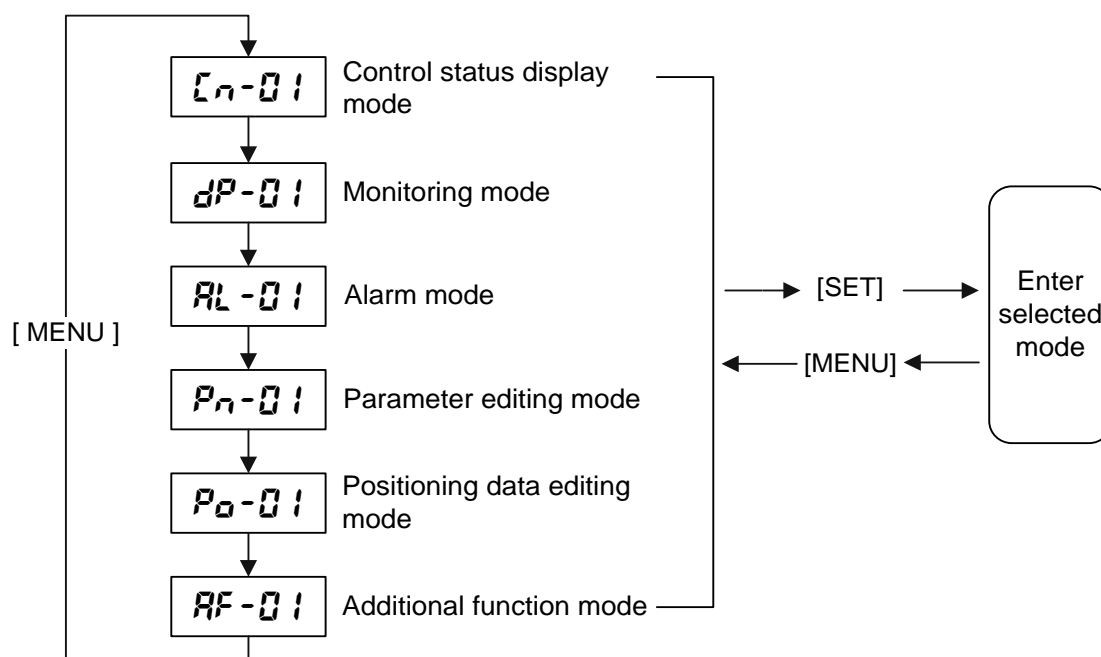 Cn-01
Control status display
mode
dP-01
Monitoring mode
AL-01
Alarm mode
[ MENU ]
Pn-01
Parameter editing mode
Po-01
Positioning data editing
mode
AF-01
Additional function mode
[SET]
[MENU]
Enter
selected
mode